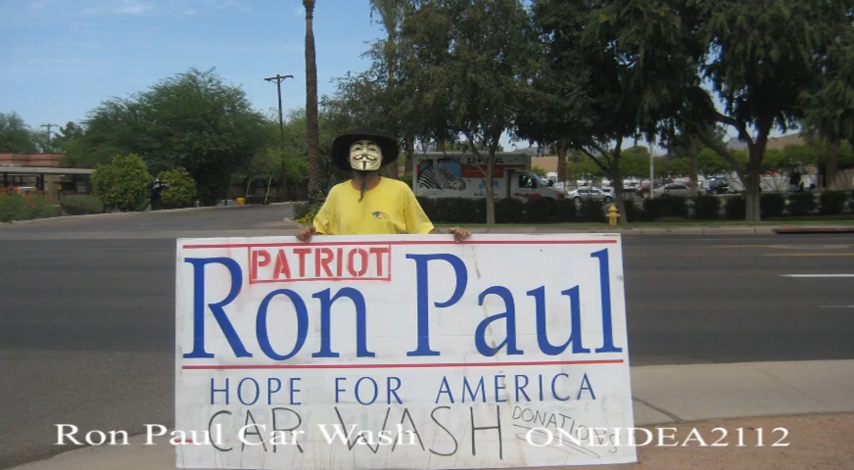 PATRIOT
Ron Paul
HOPE FOR AMERICA
CAR WASH DONATIONS
Ron Paul Car Wash ONEIDEA2112